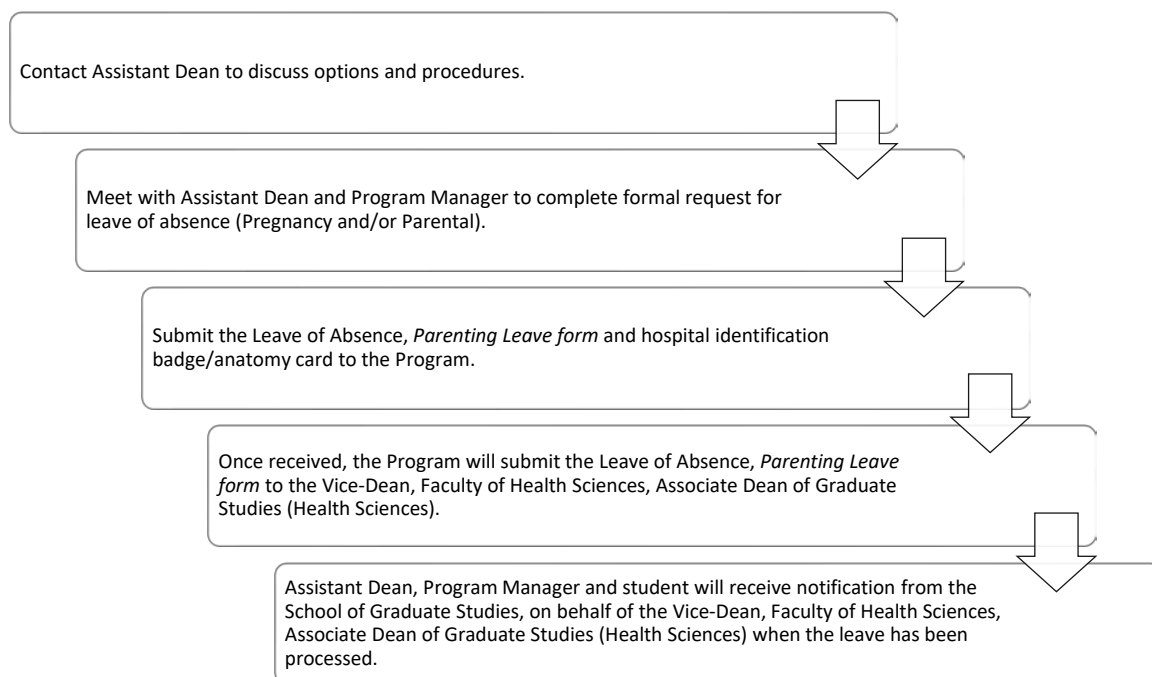 Contact Assistant Dean to discuss options and procedures.
Meet with Assistant Dean and Program Manager to complete formal request for
leave of absence (Pregnancy and/or Parental).
Submit the Leave of Absence, Parenting Leave form and hospital identification
badge/anatomy card to the Program.
Once received, the Program will submit the Leave of Absence, Parenting Leave
form to the Vice-Dean, Faculty of Health Sciences, Associate Dean of Graduate
Studies (Health Sciences).
Assistant Dean, Program Manager and student will receive notification from the
School of Graduate Studies, on behalf of the Vice-Dean, Faculty of Health Sciences,
Associate Dean of Graduate Studies (Health Sciences) when the leave has been
processed.